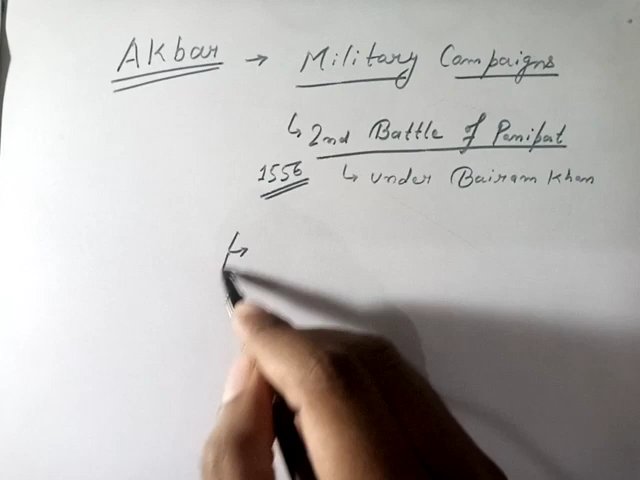 Akbar → Military Campaigns
↳ 2nd Battle of Panipat
1556 ↳ under Bairam Khan